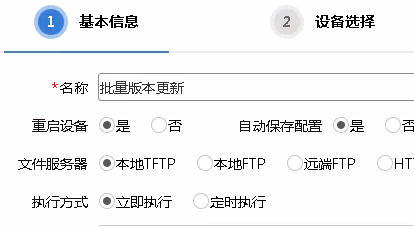 1 基本信息 2 设备选择
*名称 批量版本更新
重启设备 是 否 自动保存配置 是 否
文件服务器 本地TFTP 本地FTP 远端FTP HT
执行方式 立即执行 定时执行